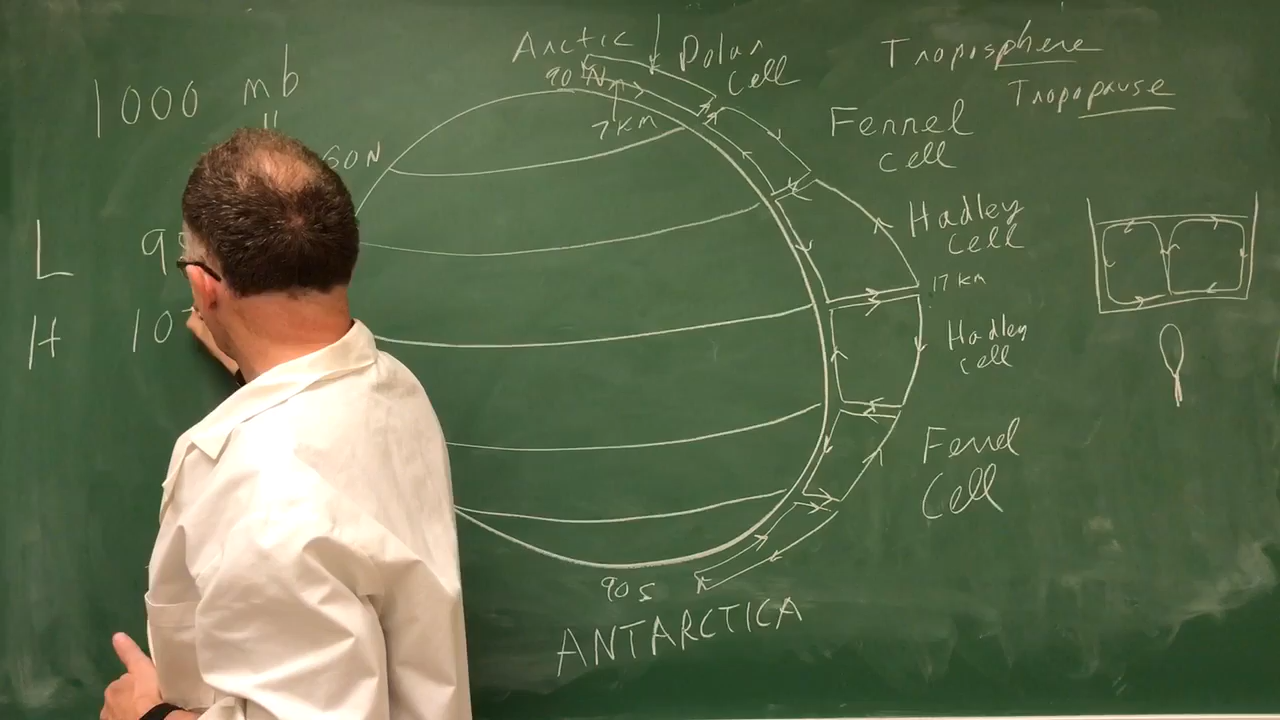 1000 mb
"
Arctic
90 N
7 km
Polar
Cell
Troposphere
Tropopause
60 N
Fennel
cell
L
Hadley
cell
17 km
H
Hadley
cell
Ferrel
Cell
90 S
ANTARCTICA